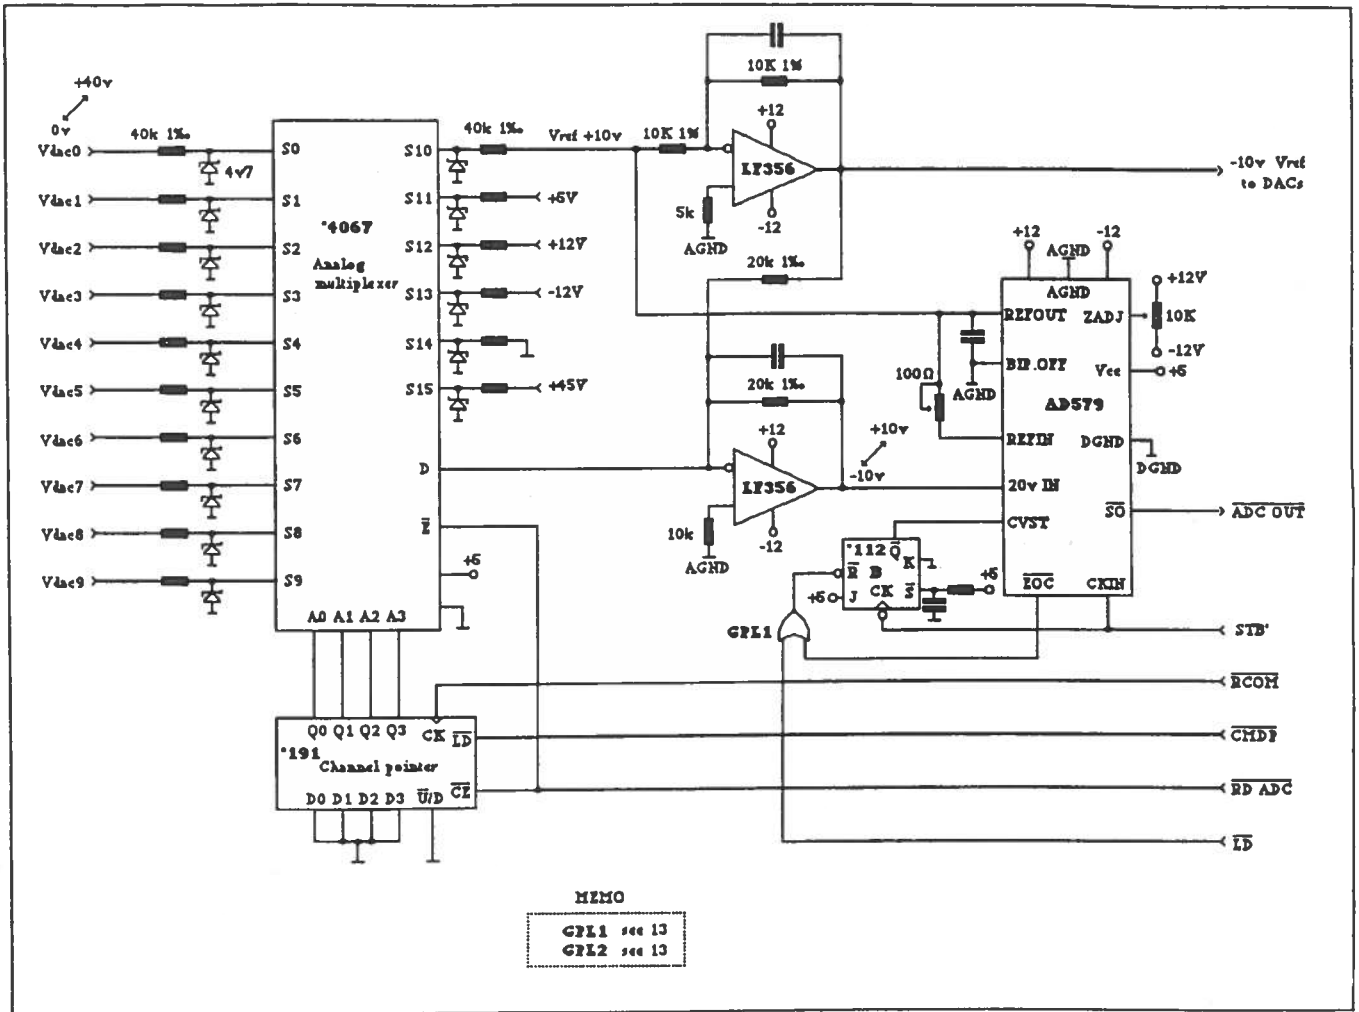 +40v
0v
Vdac0 40k 1‰ S0
4v7
Vdac1 S1
Vdac2 S2
Vdac3 S3
Vdac4 S4
Vdac5 S5
Vdac6 S6
Vdac7 S7
Vdac8 S8
Vdac9 S9
°4067
Analog
multiplexer
S10 40k 1‰ Vref +10v 10K 1%
S11 +5V
S12 +12V
S13 -12V
S14
S15 +45V
D
E
+5
A0 A1 A2 A3
10K 1%
+12
LF356
-12
5k
AGND
-10v Vref
to DACs
20k 1‰
20k 1‰
+12
LF356
-12
10k
AGND
+10v
-10v
100Ω
AGND
+12 AGND -12
AGND
REFOUT ZADJ
+12V
10K
-12V
BIP.OFF Vcc +5
AD579
REFIN DGND
DGND
20v IN
SO ADC OUT
CVST
EOC CKIN
°112 Q
K
R B
CK S +5
+5 J
GPL1
STB'
RCOM
CMDP
RD ADC
LD
Q0 Q1 Q2 Q3 CK LD
°191
Channel pointer
D0 D1 D2 D3 U/D CE
MEMO
GPL1 see 13
GPL2 see 13